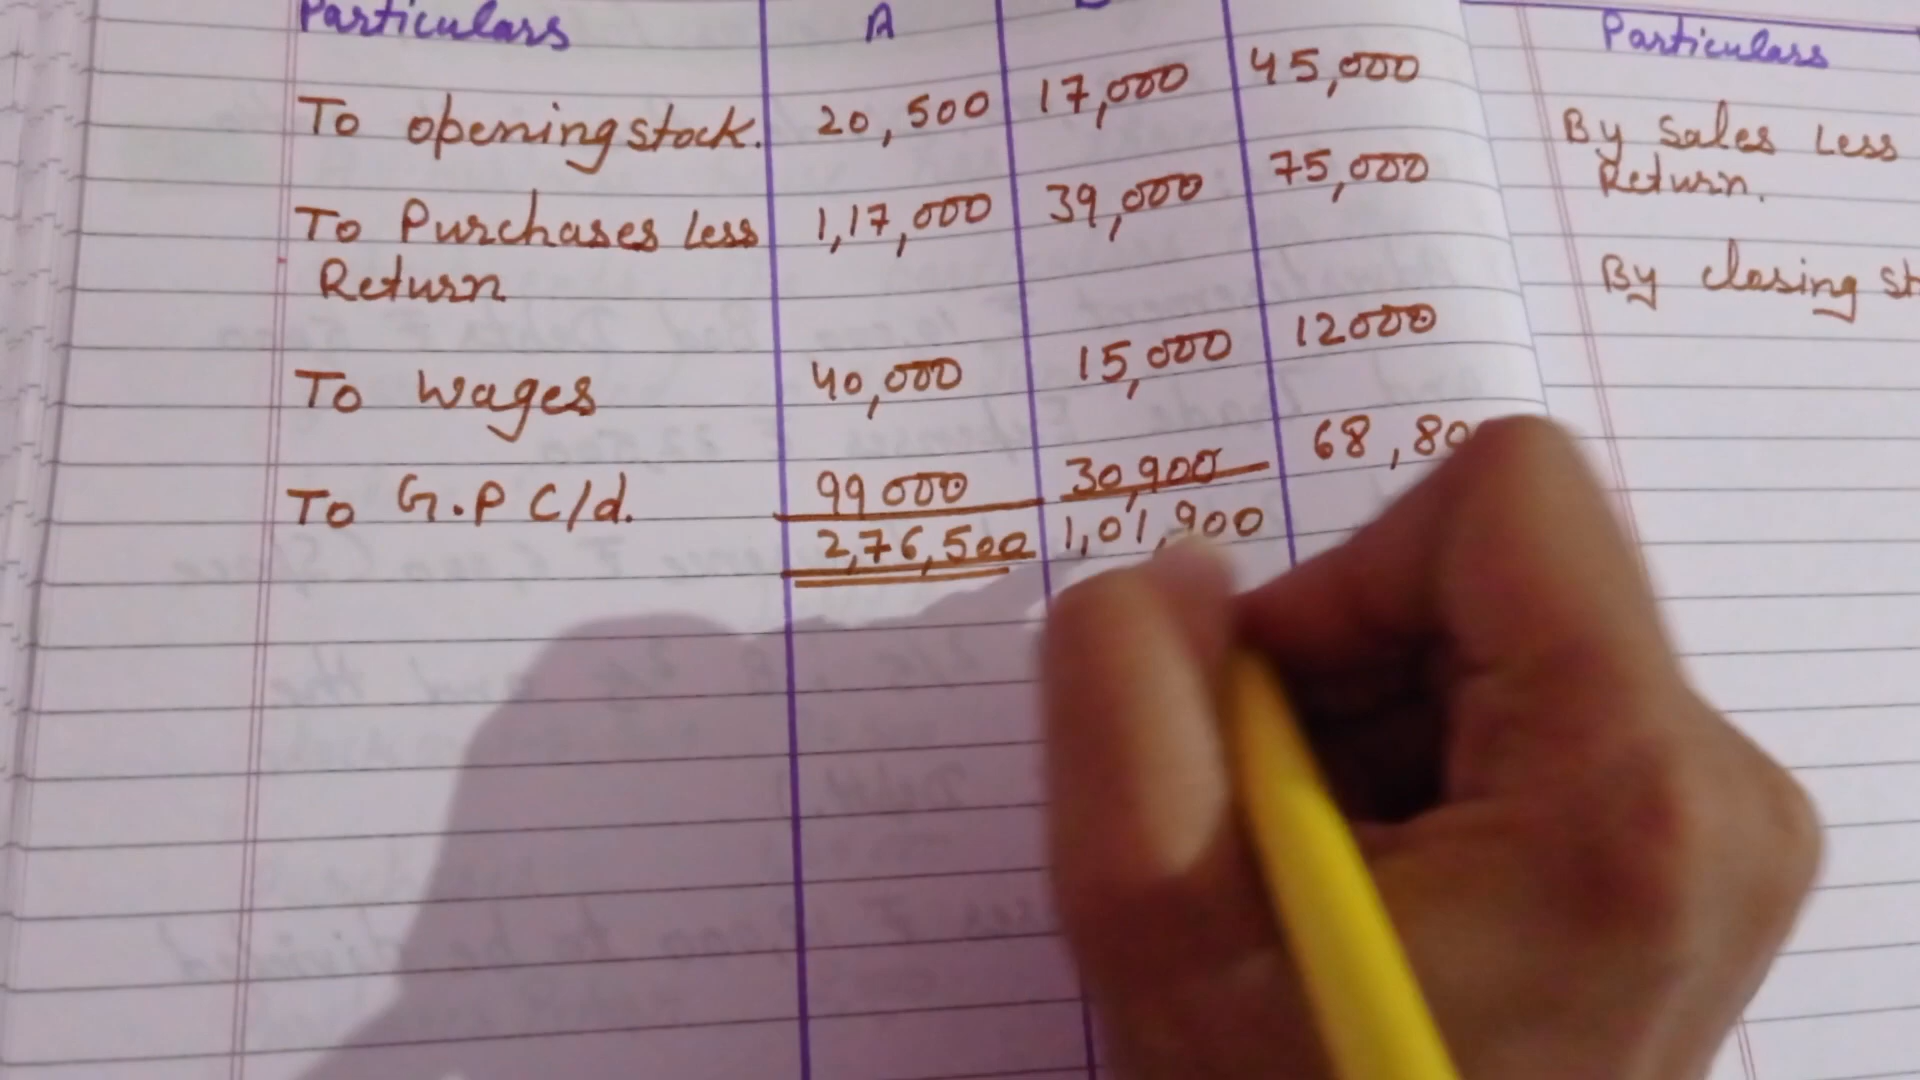 Particulars A Particulars
To opening stock. 20,500 17,000 45,000 By Sales Less
Return.
To Purchases Less 1,17,000 39,000 75,000
Return
By closing
To wages 40,000 15,000 12000
To G.P C/d. 99000 30,900 68,80
2,76,500 1,01,900